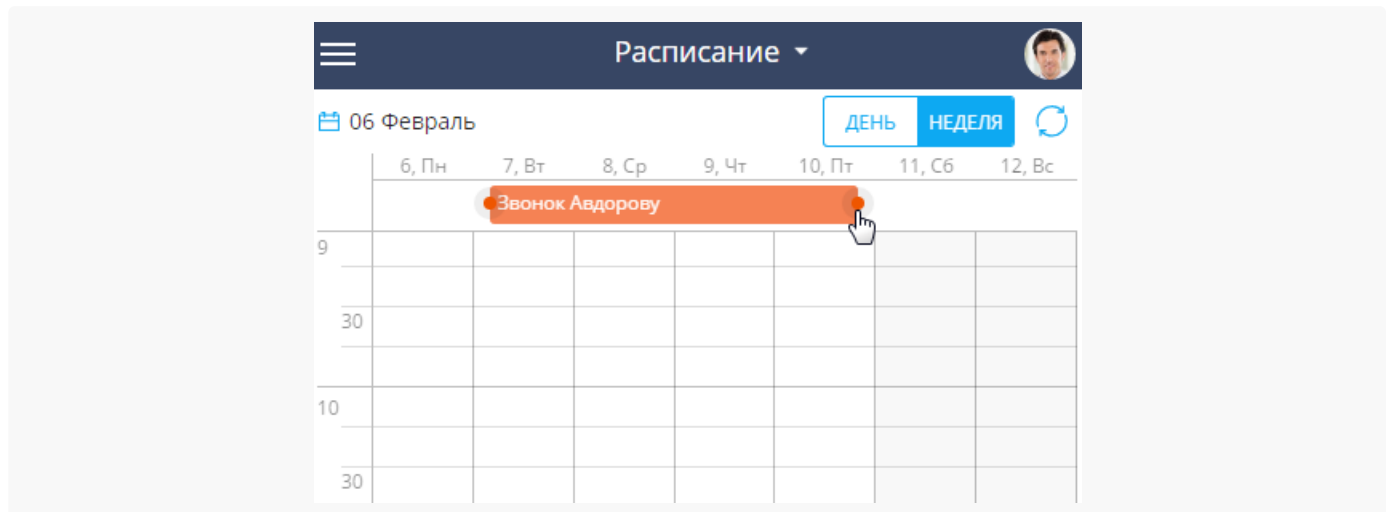 Расписание
06 Февраль ДЕНЬ НЕДЕЛЯ
6, Пн 7, Вт 8, Ср 9, Чт 10, Пт 11, Сб 12, Вс
Звонок Авдорову
9
30
10
30